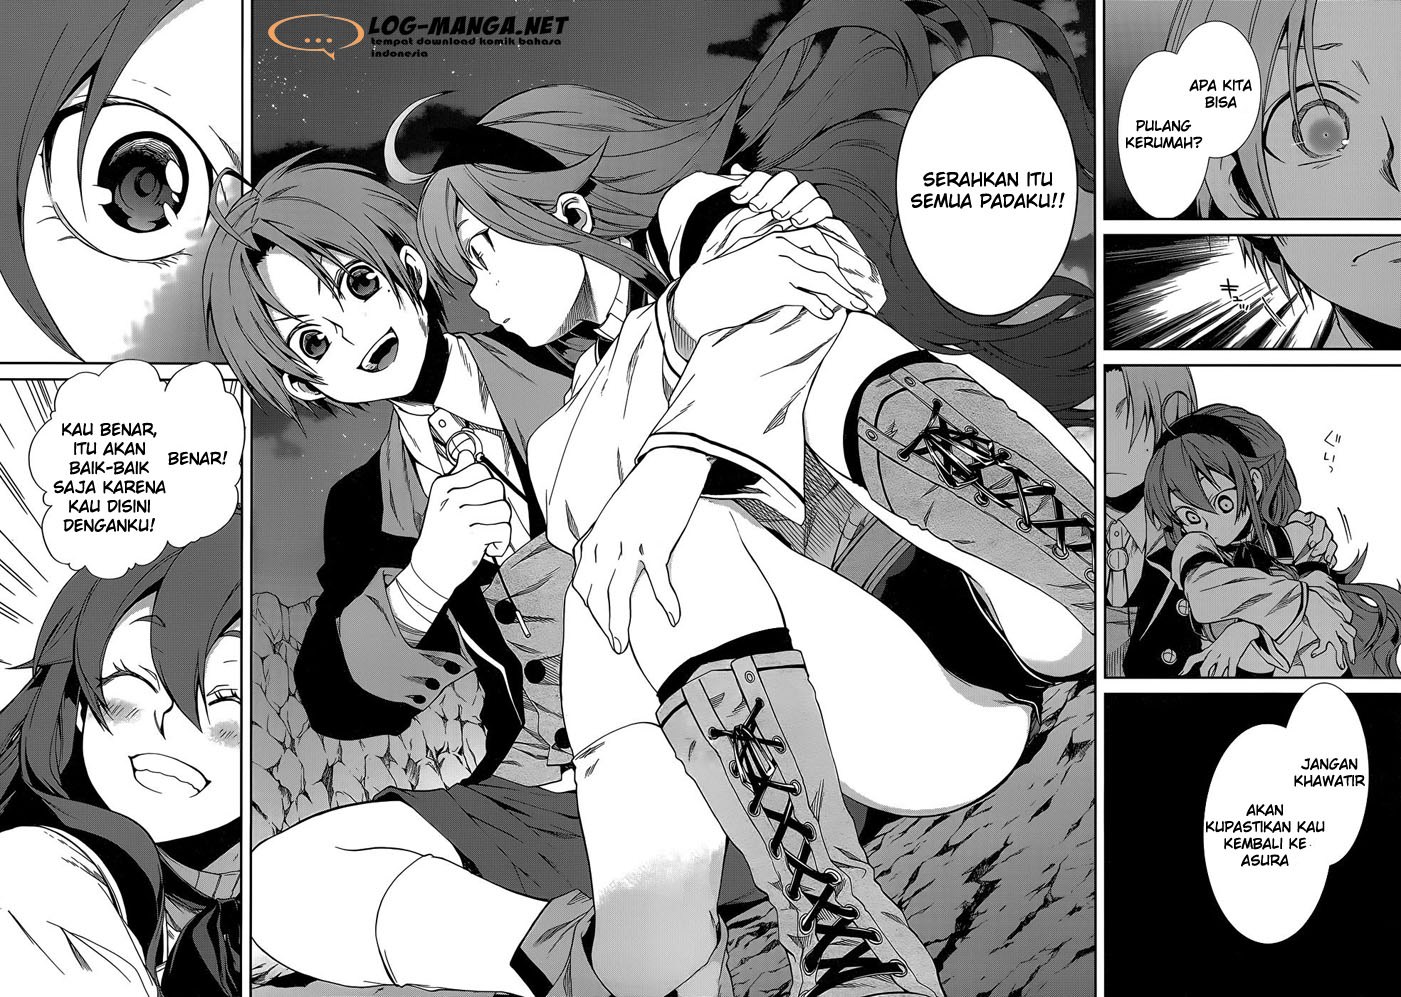 LOG-MANGA.NET
tempat download komik bahasa
indonesia
APA KITA
BISA
PULANG
KERUMAH?
JANGAN
KHAWATIR
AKAN
KUPASTIKAN KAU
KEMBALI KE
ASURA
SERAHKAN ITU
SEMUA PADAKU!!
BENAR!
KAU BENAR,
ITU AKAN
BAIK-BAIK
SAJA KARENA
KAU DISINI
DENGANKU!